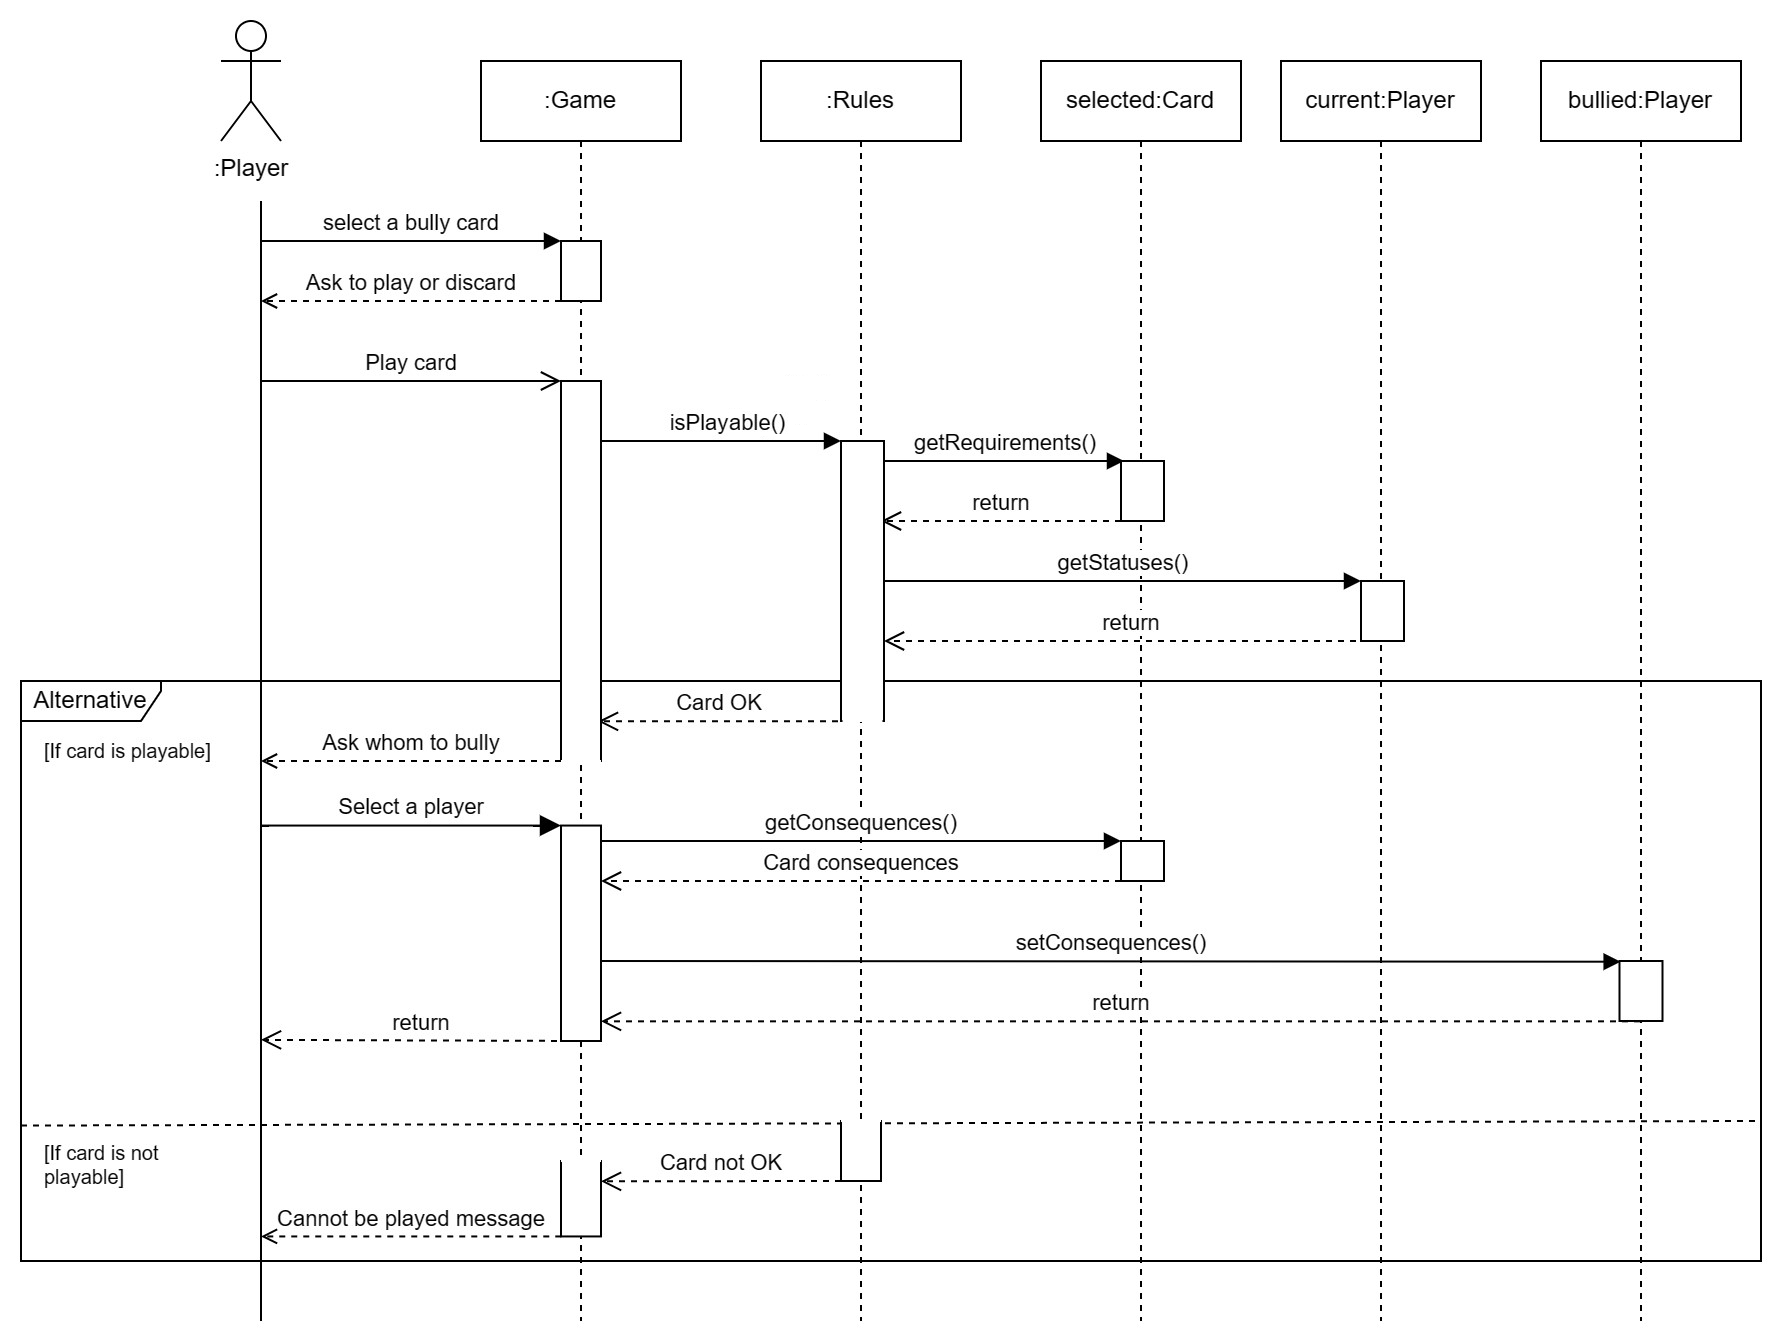 :Player
:Game
:Rules
selected:Card
current:Player
bullied:Player
select a bully card
Ask to play or discard
Play card
isPlayable()
getRequirements()
return
getStatuses()
return
Alternative
Card OK
[If card is playable]
Ask whom to bully
Select a player
getConsequences()
Card consequences
setConsequences()
return
return
[If card is not
playable]
Card not OK
Cannot be played message